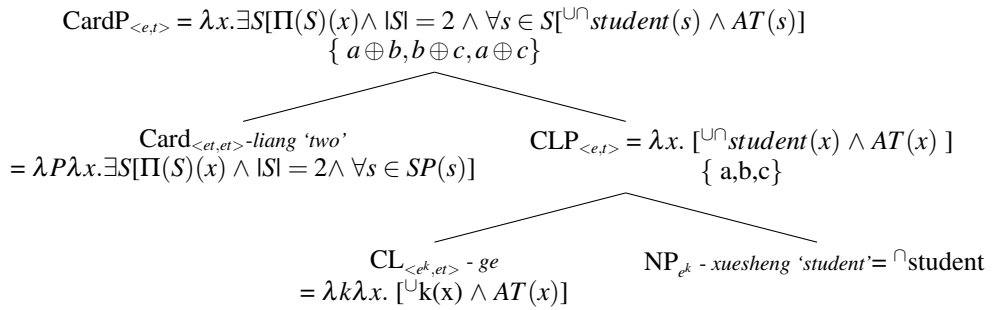 CardP<e,t> = λx.∃S[Π(S)(x)∧ |S| = 2 ∧ ∀s ∈ S[∪∩student(s) ∧ AT(s)]
{ a⊕b,b⊕c,a⊕c}
Card<et,et>-liang ‘two’
= λPλx.∃S[Π(S)(x) ∧ |S| = 2∧ ∀s ∈ SP(s)]
CLP<e,t> = λx. [∪∩student(x) ∧ AT(x) ]
{ a,b,c}
CL<e^k,et> - ge
= λkλx. [∪k(x) ∧ AT(x)]
NP e^k - xuesheng ‘student’= ∩student